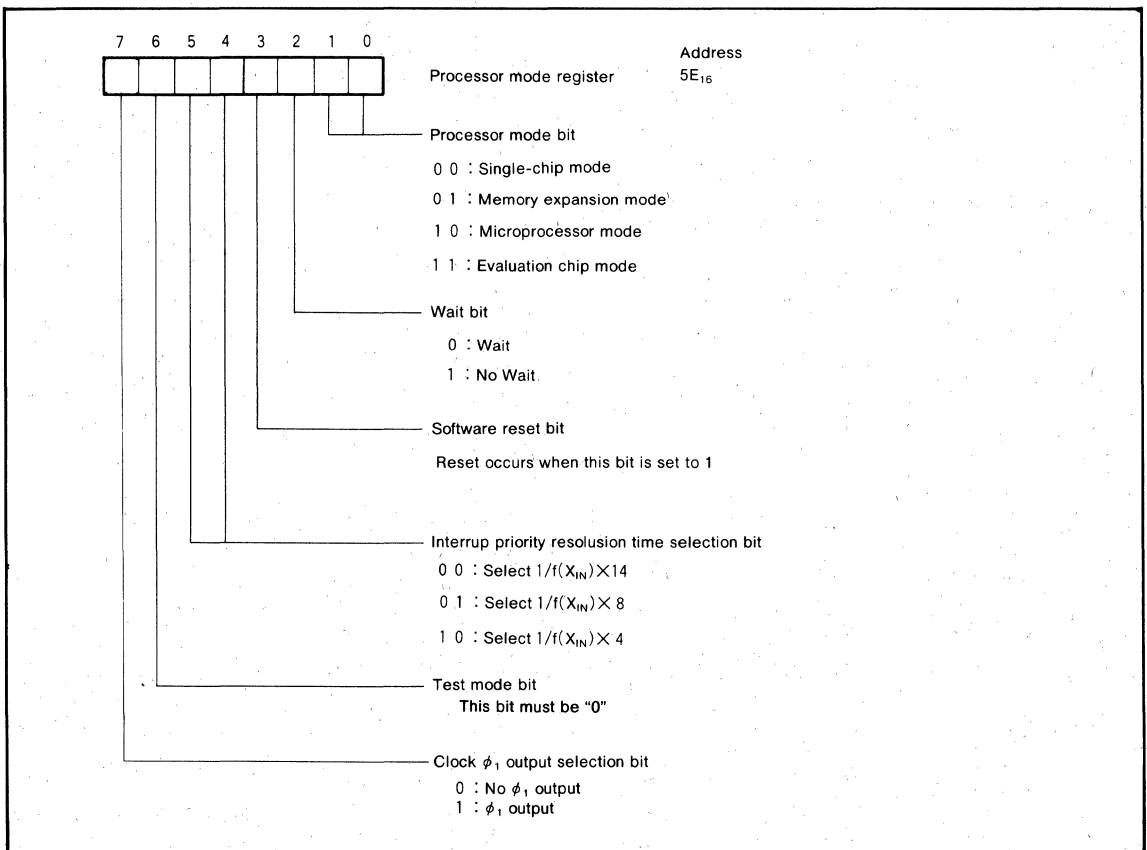 7 6 5 4 3 2 1 0
Address
Processor mode register 5E₁₆
Processor mode bit
0 0 : Single-chip mode
0 1 : Memory expansion mode
1 0 : Microprocessor mode
1 1 : Evaluation chip mode
Wait bit
0 : Wait
1 : No Wait
Software reset bit
Reset occurs when this bit is set to 1
Interrup priority resolusion time selection bit
0 0 : Select 1/f(X_IN)×14
0 1 : Select 1/f(X_IN)× 8
1 0 : Select 1/f(X_IN)× 4
Test mode bit
This bit must be “0”
Clock ϕ₁ output selection bit
0 : No ϕ₁ output
1 : ϕ₁ output